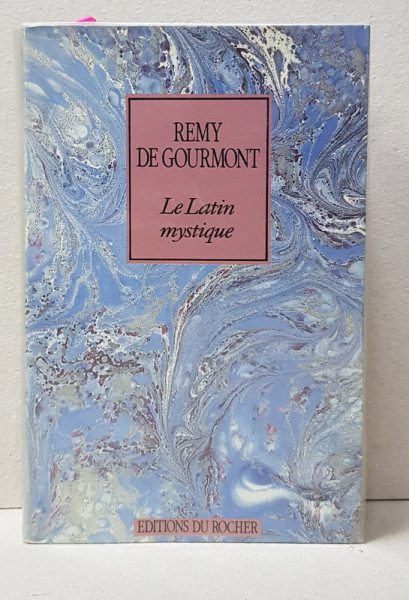 REMY
DE GOURMONT
Le Latin
mystique
EDITIONS DU ROCHER